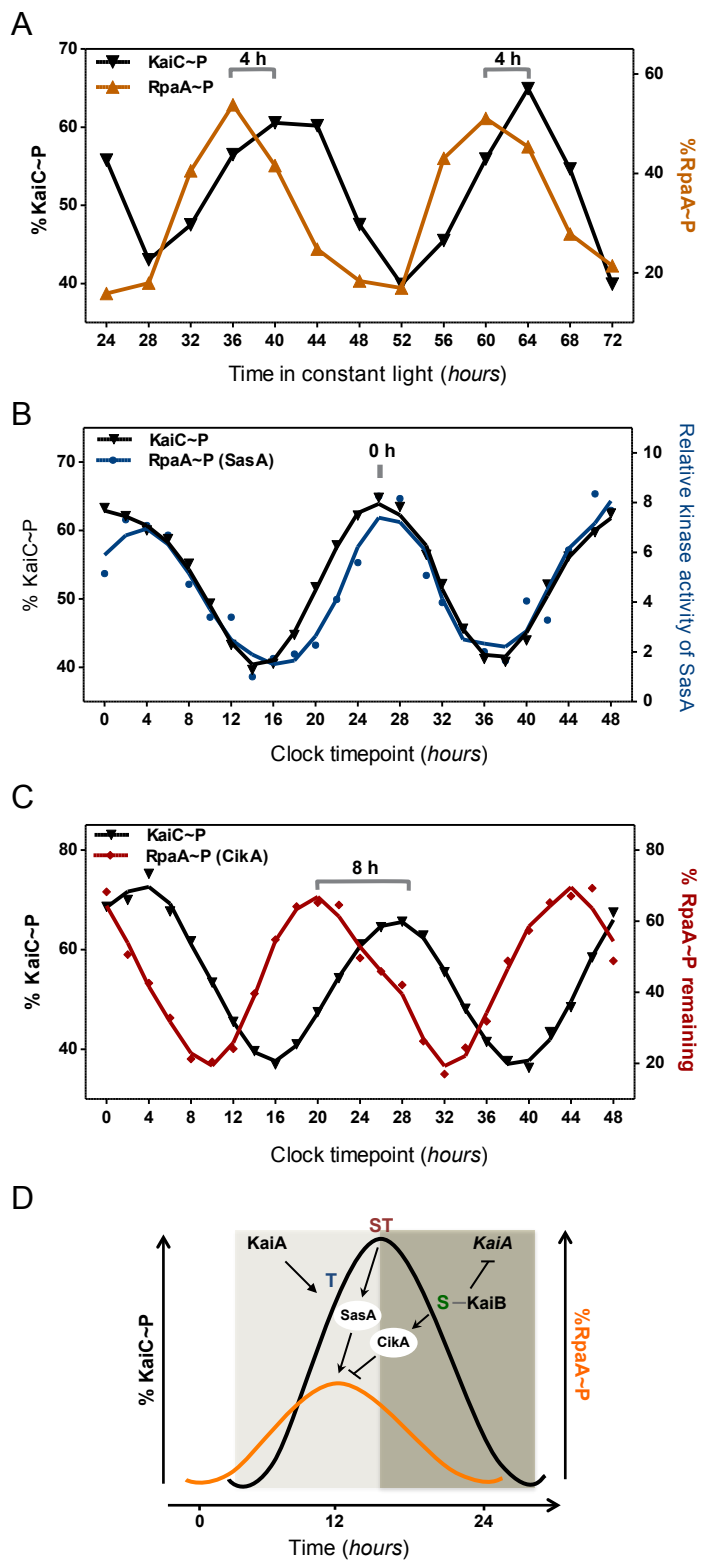 A
KaiC~P
RpaA~P
4 h
4 h
70
60
50
40
60
40
20
% KaiC~P
%RpaA~P
24 28 32 36 40 44 48 52 56 60 64 68 72
Time in constant light (hours)
B
KaiC~P
RpaA~P (SasA)
0 h
70
60
50
40
10
8
6
4
2
0
% KaiC~P
Relative kinase activity of SasA
0 4 8 12 16 20 24 28 32 36 40 44 48
Clock timepoint (hours)
C
KaiC~P
RpaA~P (CikA)
8 h
80
60
40
80
60
40
20
% KaiC~P
% RpaA~P remaining
0 4 8 12 16 20 24 28 32 36 40 44 48
Clock timepoint (hours)
D
ST
KaiA
KaiA
T
S
KaiB
SasA
CikA
% KaiC~P
%RpaA~P
0 12 24
Time (hours)